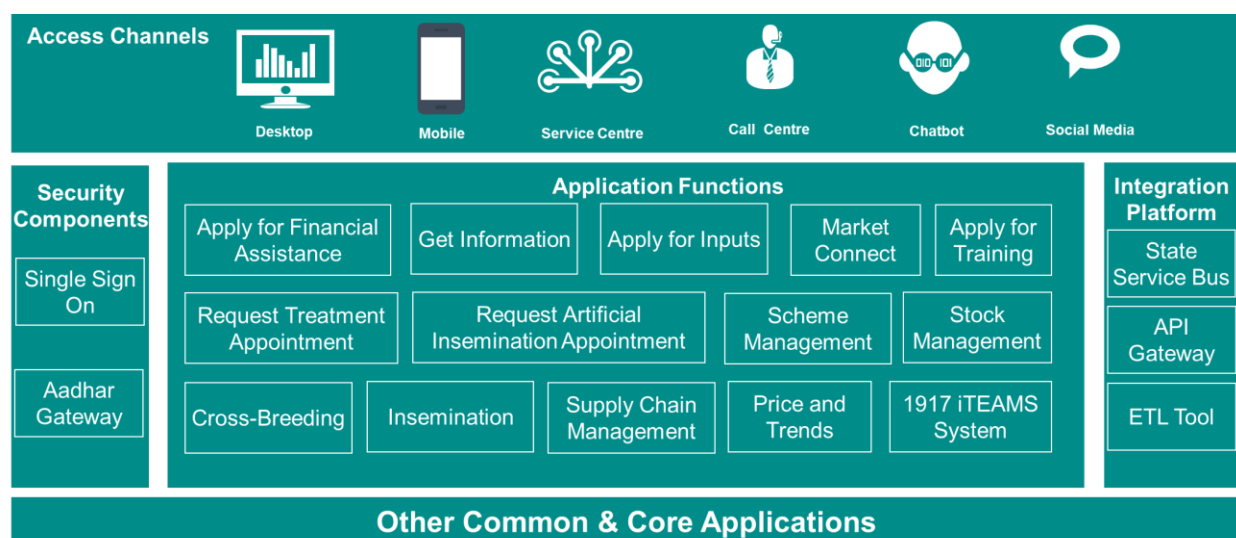 Access Channels
Desktop
Mobile
Service Centre
Call Centre
Chatbot
Social Media
010 101
Security
Components
Single Sign
On
Aadhar
Gateway
Application Functions
Apply for Financial
Assistance
Get Information
Apply for Inputs
Market
Connect
Apply for
Training
Request Treatment
Appointment
Request Artificial
Insemination Appointment
Scheme
Management
Stock
Management
Cross-Breeding
Insemination
Supply Chain
Management
Price and
Trends
1917 iTEAMS
System
Integration
Platform
State
Service Bus
API
Gateway
ETL Tool
Other Common & Core Applications